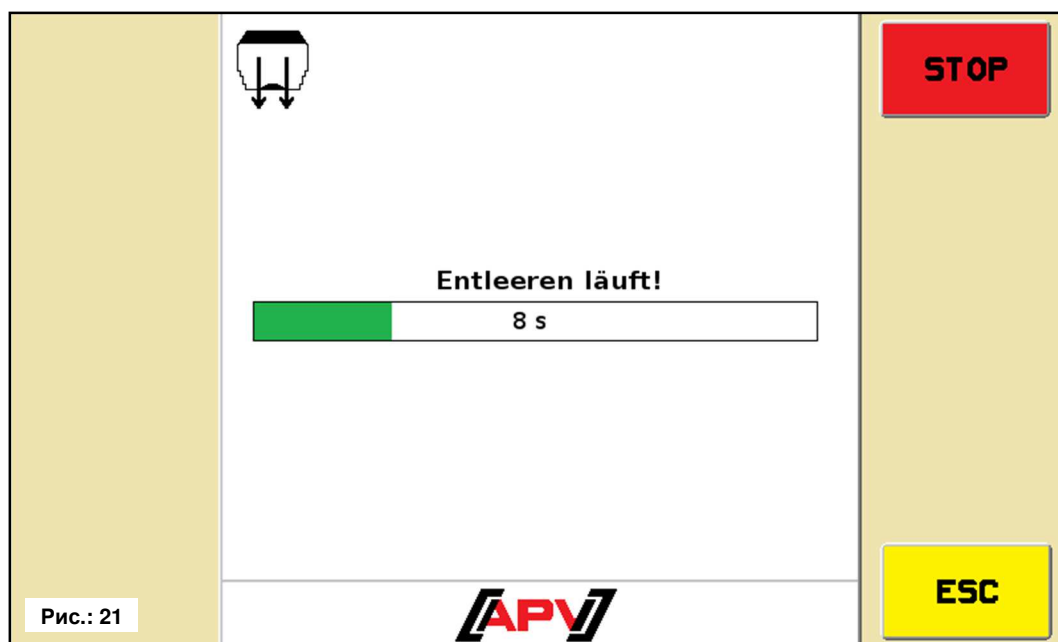 STOP
Entleeren läuft!
8 s
ESC
APV
Рис.: 21